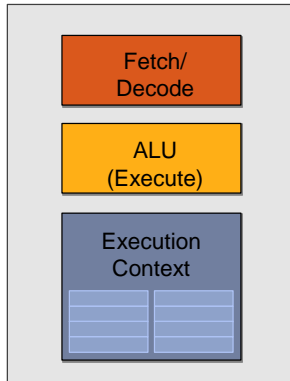 Fetch/
Decode
ALU
(Execute)
Execution
Context